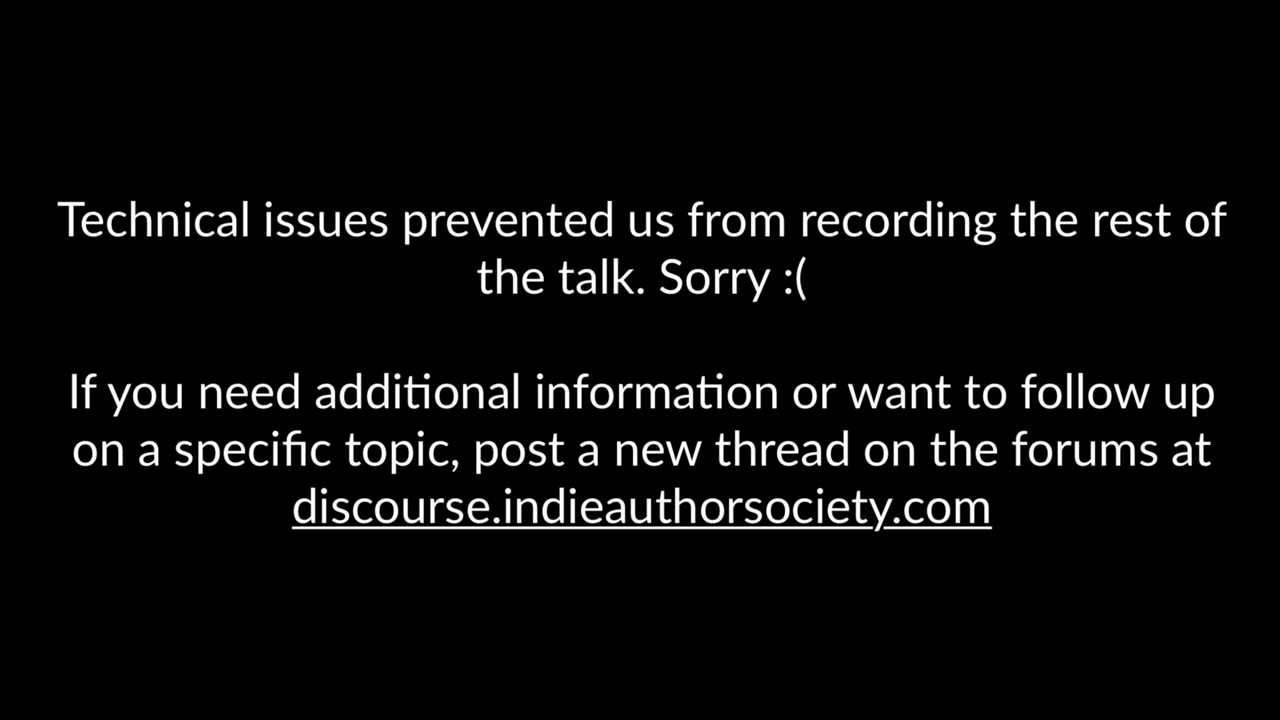 Technical issues prevented us from recording the rest of
the talk. Sorry :(
If you need additional information or want to follow up
on a specific topic, post a new thread on the forums at
discourse.indieauthorsociety.com